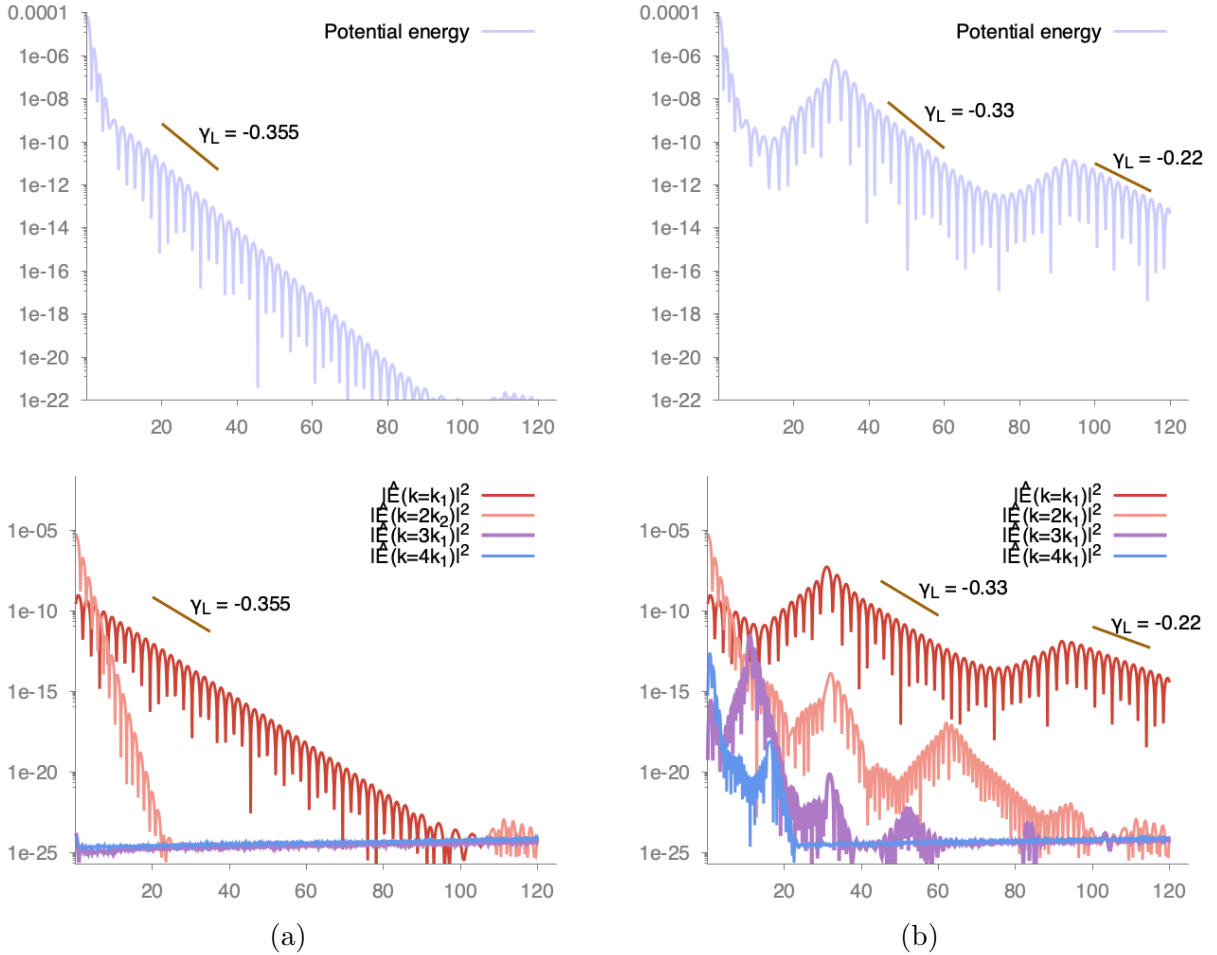 0.0001
1e-06
1e-08
1e-10
1e-12
1e-14
1e-16
1e-18
1e-20
1e-22
20 40 60 80 100 120
Potential energy
γL = -0.355
0.0001
1e-06
1e-08
1e-10
1e-12
1e-14
1e-16
1e-18
1e-20
1e-22
20 40 60 80 100 120
Potential energy
γL = -0.33
γL = -0.22
1e-05
1e-10
1e-15
1e-20
1e-25
20 40 60 80 100 120
|Ê(k=k₁)|²
|Ê(k=2k₂)|²
|Ê(k=3k₁)|²
|Ê(k=4k₁)|²
γL = -0.355
1e-05
1e-10
1e-15
1e-20
1e-25
20 40 60 80 100 120
|Ê(k=k₁)|²
|Ê(k=2k₁)|²
|Ê(k=3k₁)|²
|Ê(k=4k₁)|²
γL = -0.33
γL = -0.22
(a)
(b)